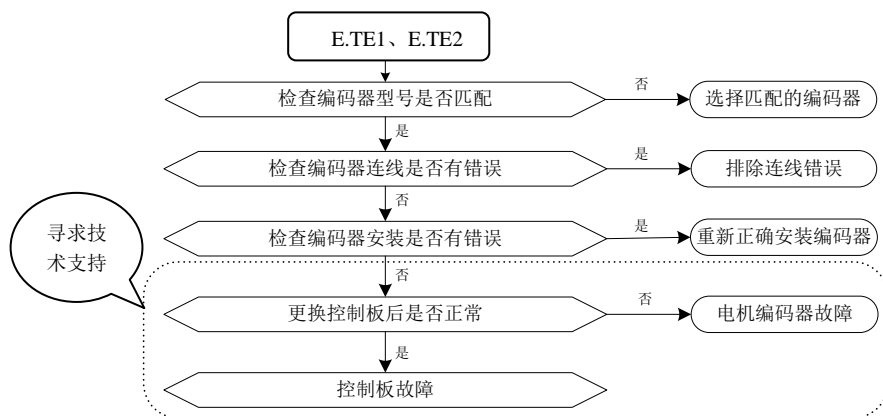 E.TE1、E.TE2
检查编码器型号是否匹配
否
选择匹配的编码器
是
检查编码器连线是否有错误
是
排除连线错误
否
检查编码器安装是否有错误
是
重新正确安装编码器
寻求技
术支持
否
更换控制板后是否正常
否
电机编码器故障
是
控制板故障